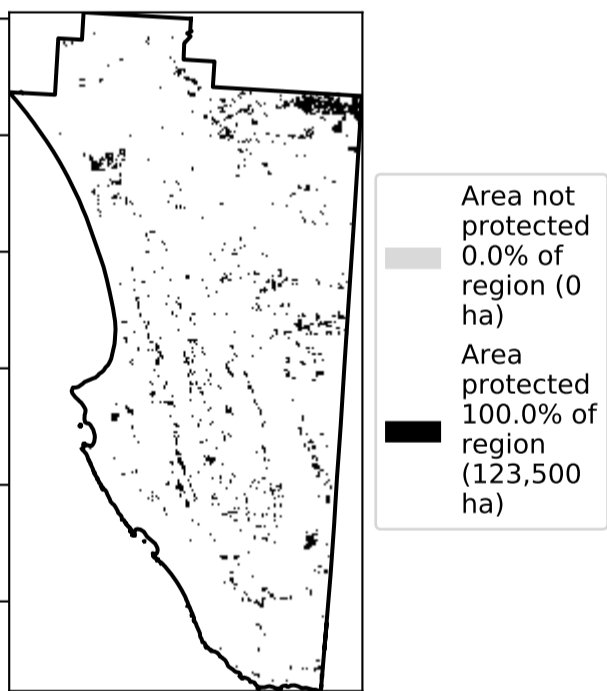 Area not
protected
0.0% of
region (0
ha)
Area
protected
100.0% of
region
(123,500
ha)